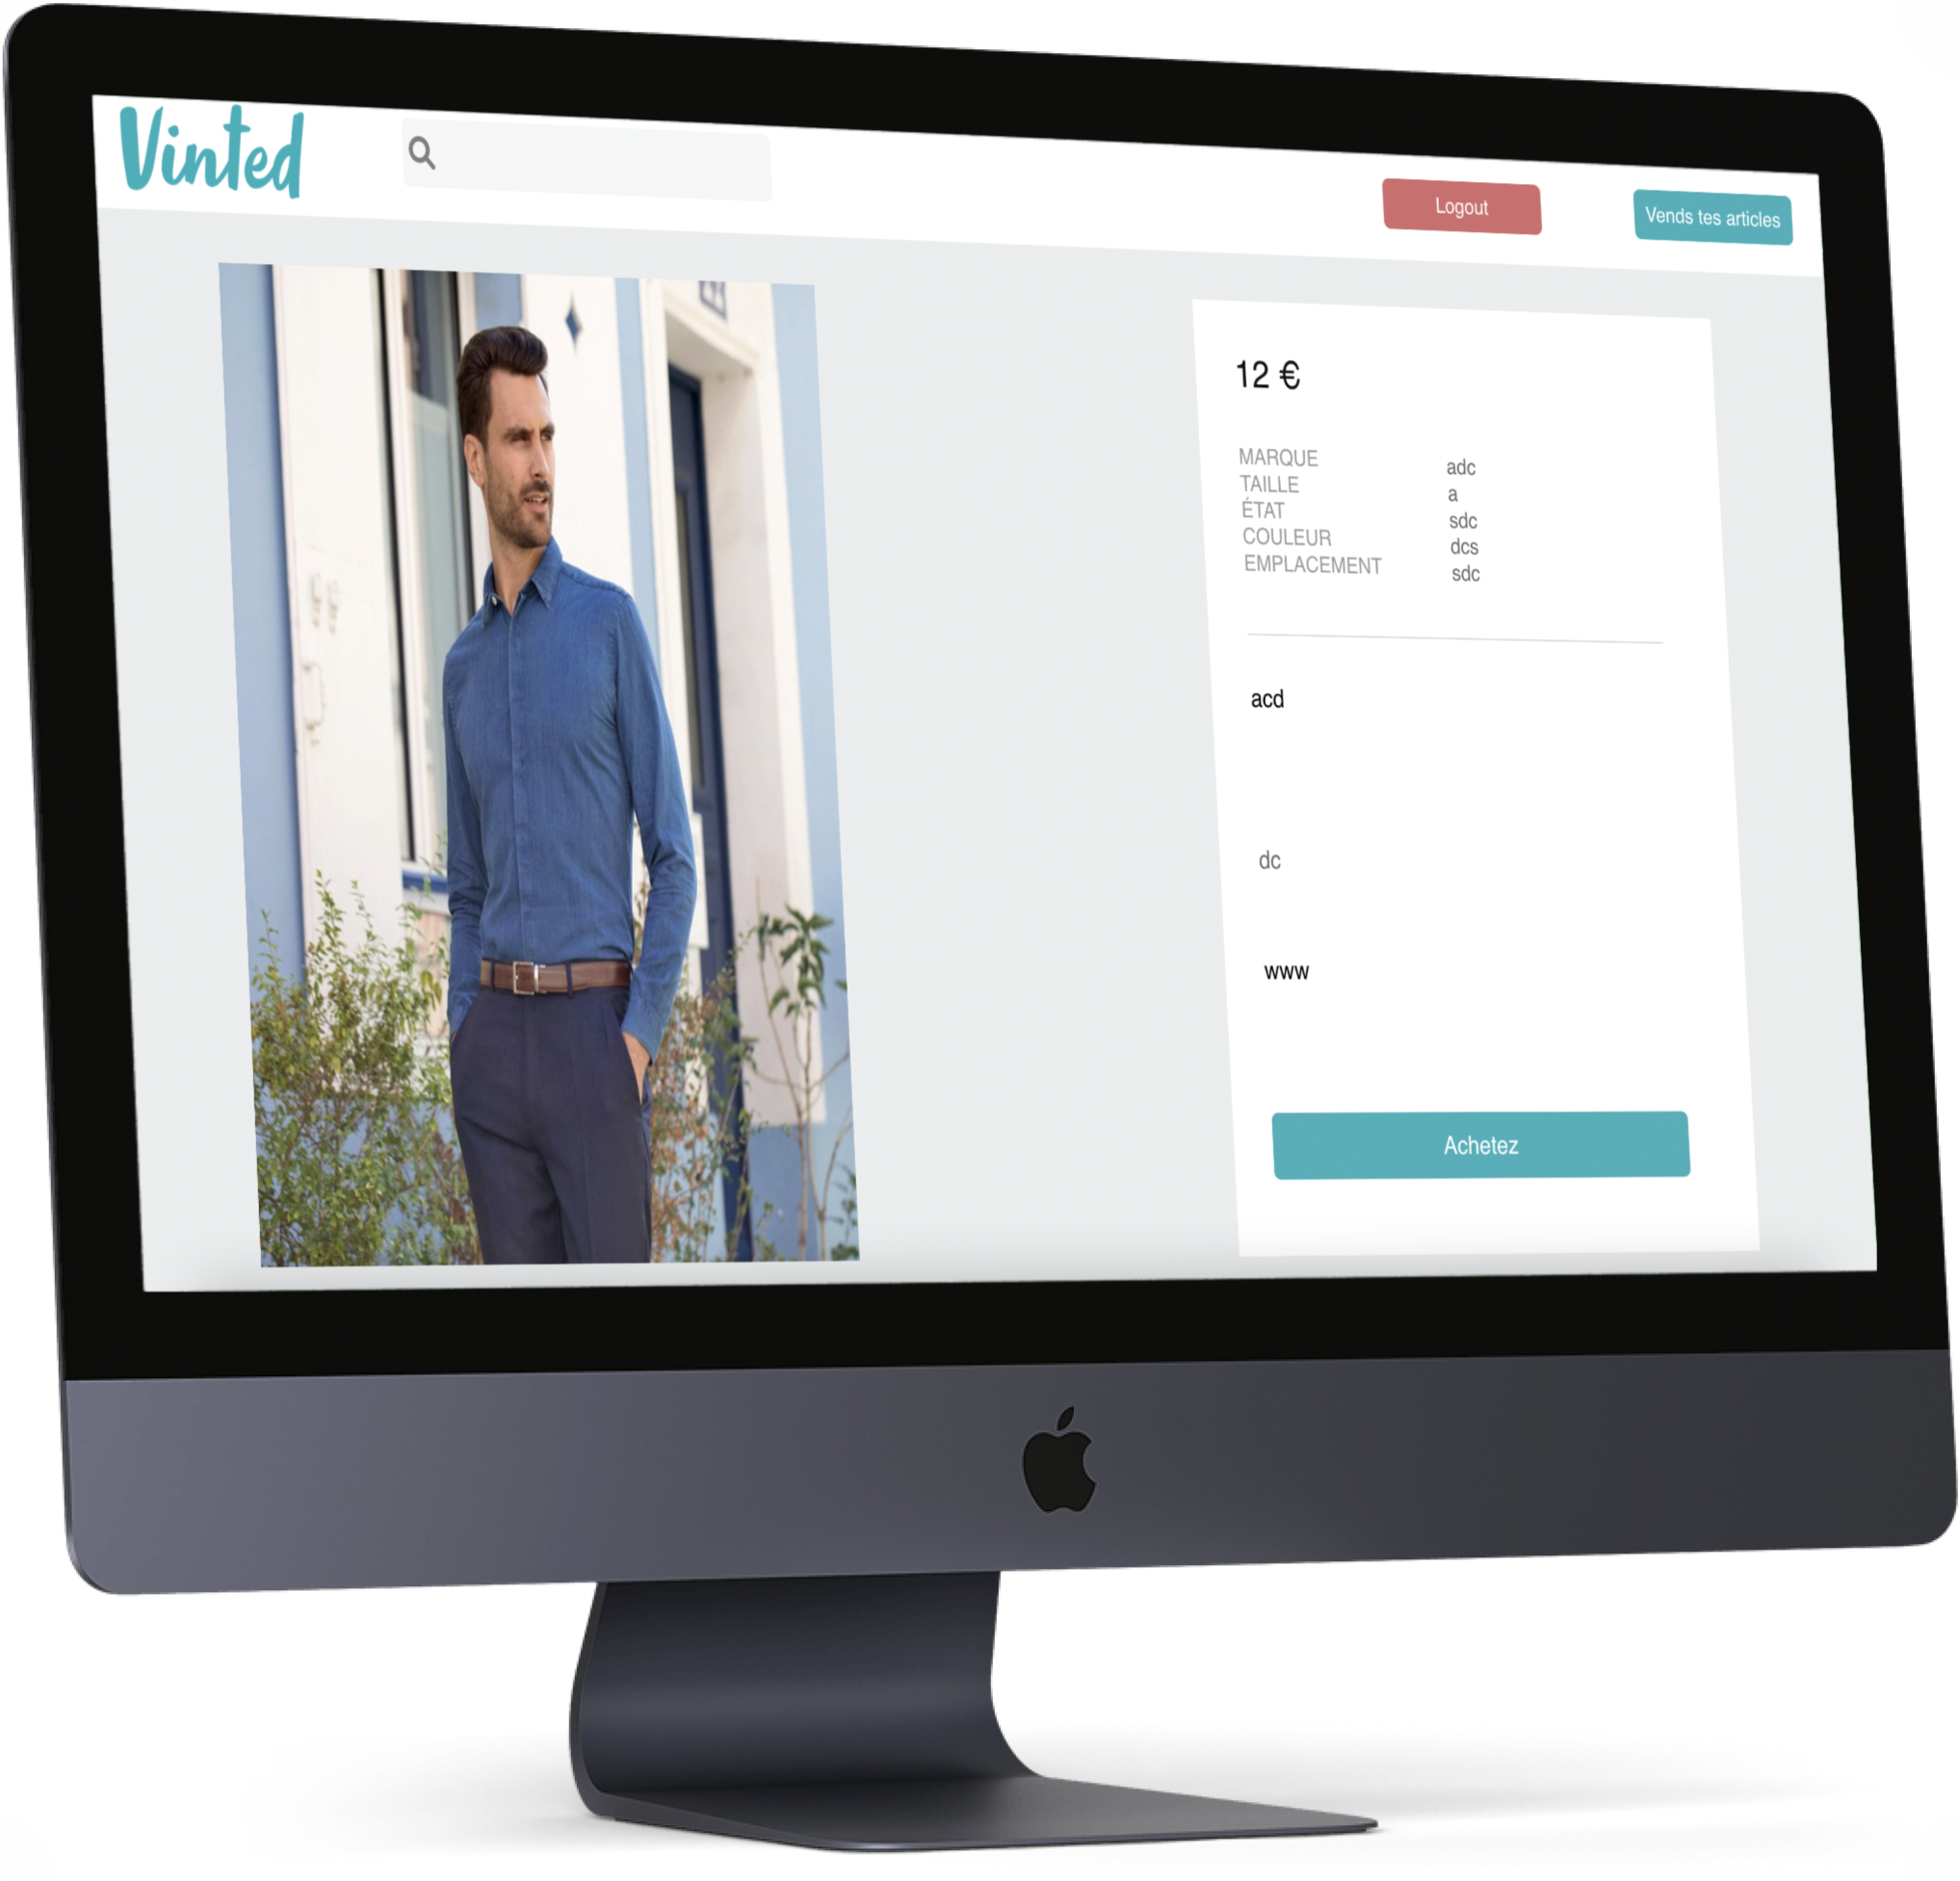 Vinted
Logout
Vends tes articles
12 €
MARQUE adc
TAILLE a
ÉTAT sdc
COULEUR dcs
EMPLACEMENT sdc
acd
dc
www
Achetez